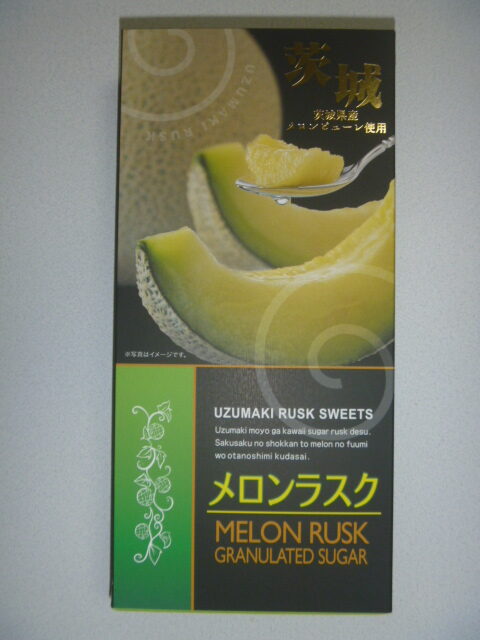 UZUMAKI RUSK
茨城
茨城県産
メロンピューレ使用
※写真はイメージです。
UZUMAKI RUSK SWEETS
Uzumaki moyo ga kawaii sugar rusk desu.
Sakusaku no shokkan to melon no fuumi
wo otanoshimi kudasai.
メロンラスク
MELON RUSK
GRANULATED SUGAR